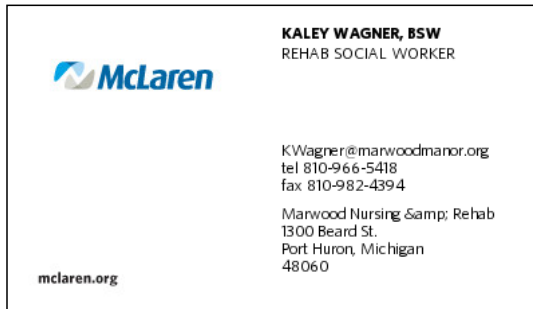 KALEY WAGNER, BSW
REHAB SOCIAL WORKER
McLaren
KWagner@marwoodmanor.org
tel 810-966-5418
fax 810-982-4394
Marwood Nursing &amp; Rehab
1300 Beard St.
Port Huron, Michigan
48060
mclaren.org